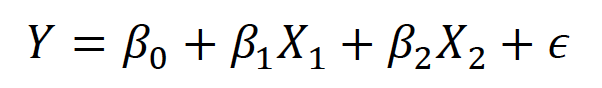 Y = β₀ + β₁X₁ + β₂X₂ + ϵ